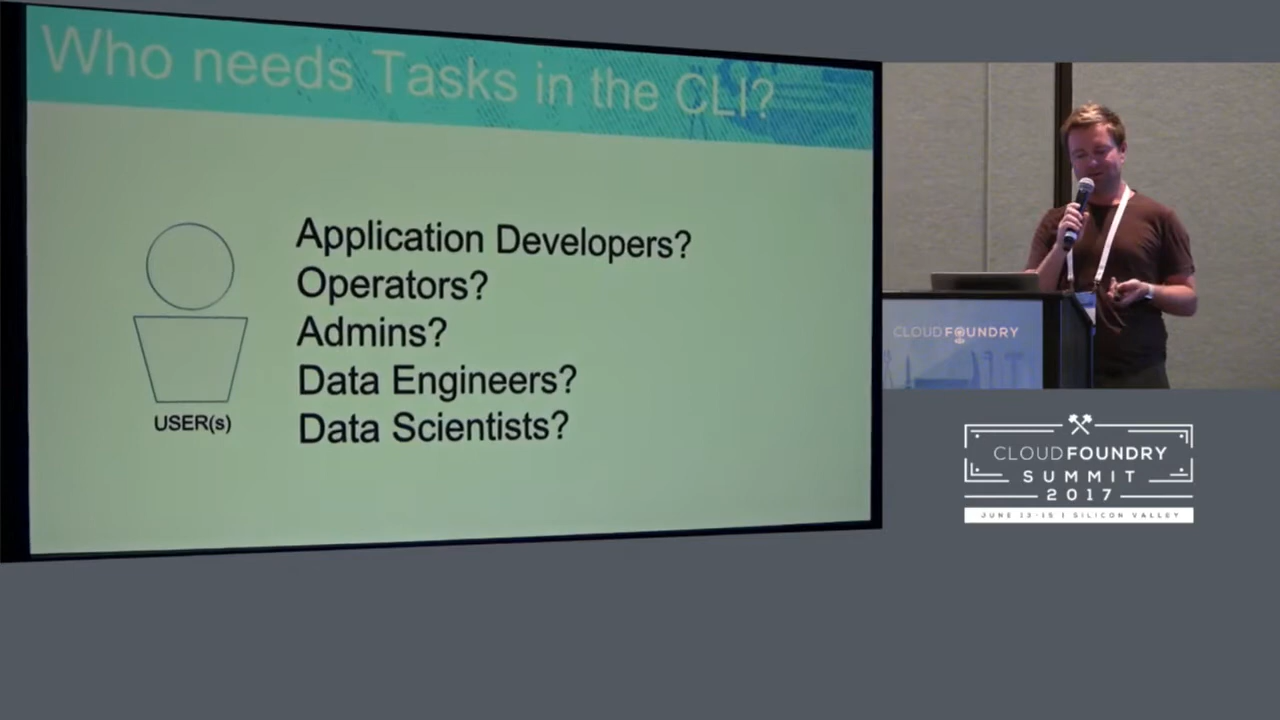 Who needs Tasks in the CLI?
Application Developers?
Operators?
Admins?
Data Engineers?
Data Scientists?
USER(s)
CLOUDFOUNDRY
CLOUDFOUNDRY
SUMMIT
2017
JUNE 13-15 | SILICON VALLEY